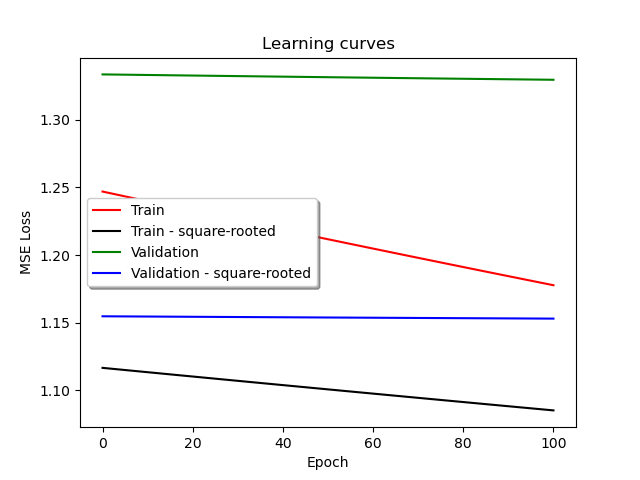 Learning curves
MSE Loss
1.30
1.25
1.20
1.15
1.10
Train
Train - square-rooted
Validation
Validation - square-rooted
0 20 40 60 80 100
Epoch